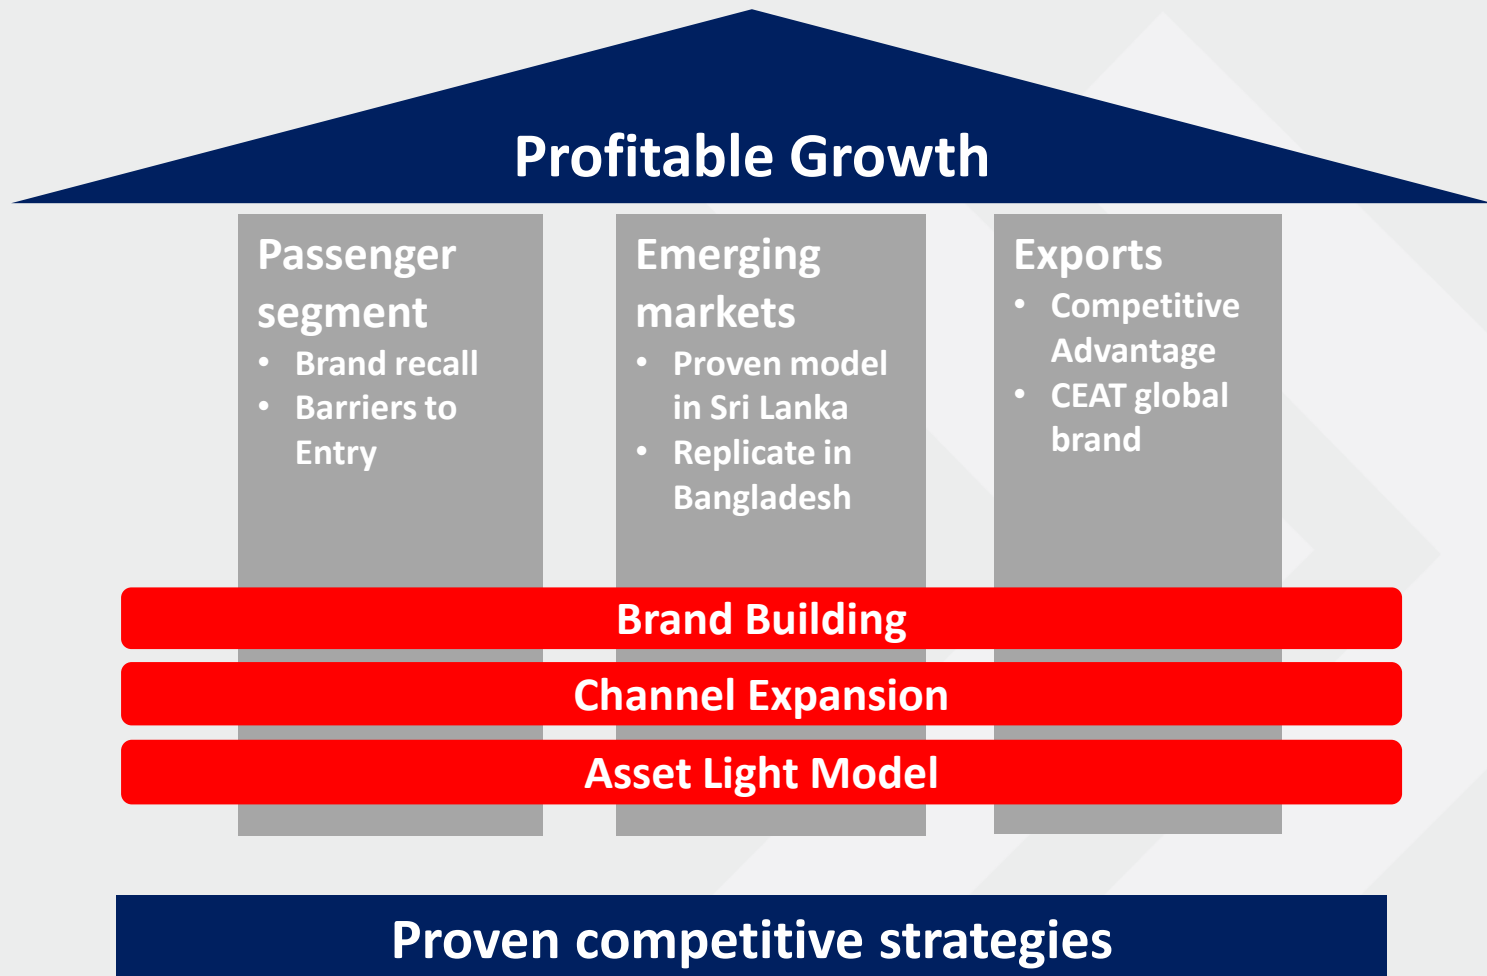 Profitable Growth
Passenger
segment
• Brand recall
• Barriers to
Entry
Emerging
markets
• Proven model
in Sri Lanka
• Replicate in
Bangladesh
Exports
• Competitive
Advantage
• CEAT global
brand
Brand Building
Channel Expansion
Asset Light Model
Proven competitive strategies